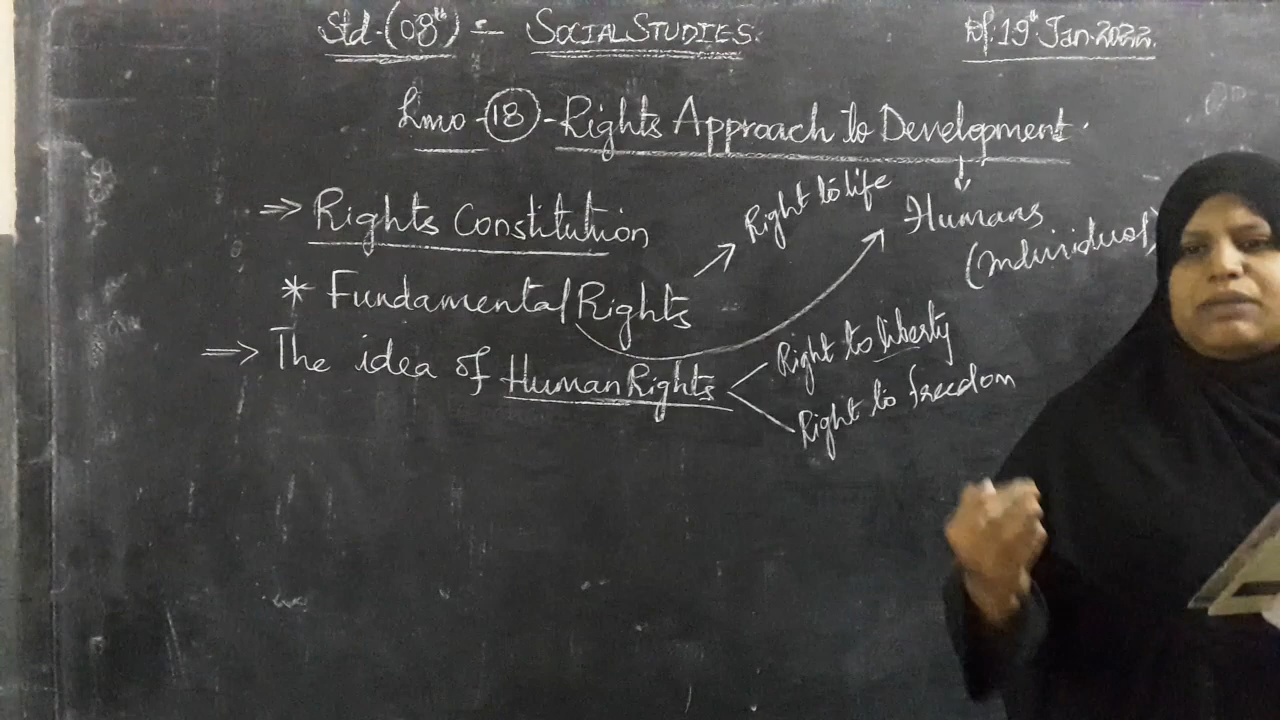 Std-(08th) = SOCIAL STUDIES.
Dt: 19th Jan. 2022.
L.no-18-Rights Approach to Development.
⇒ Rights Constitution
Right to life
Humans
(Individual)
* Fundamental Rights
⇒ The idea of Human Rights
Right to liberty
Right to freedom